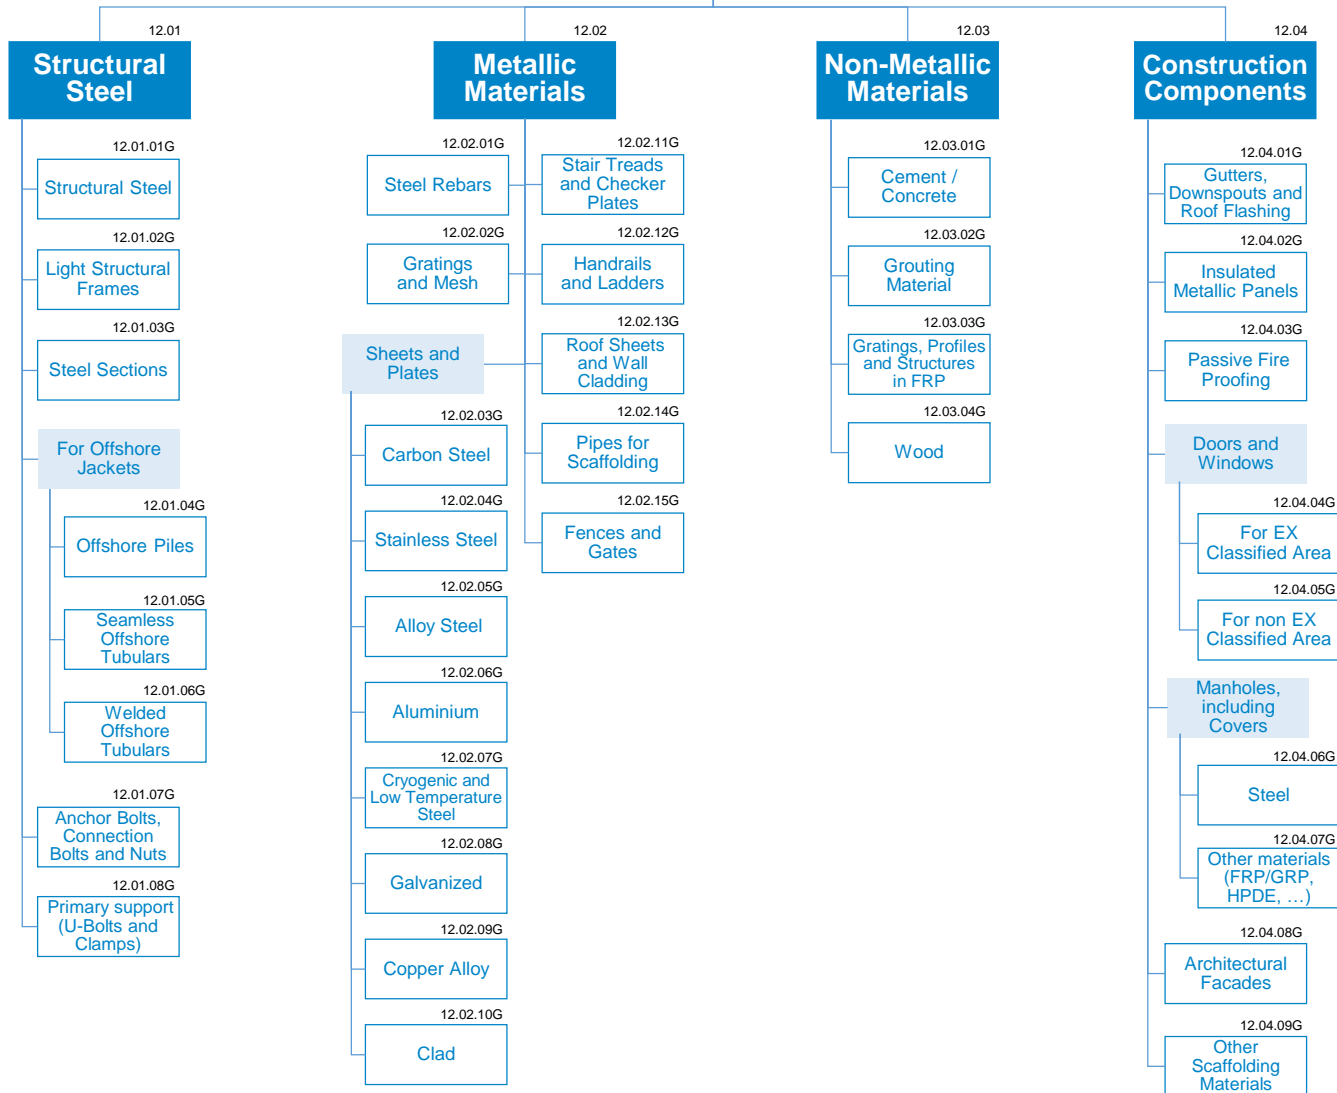 12.01
Structural
Steel
12.01.01G
Structural Steel
12.01.02G
Light Structural
Frames
12.01.03G
Steel Sections
For Offshore
Jackets
12.01.04G
Offshore Piles
12.01.05G
Seamless
Offshore
Tubulars
12.01.06G
Welded
Offshore
Tubulars
12.01.07G
Anchor Bolts,
Connection
Bolts and Nuts
12.01.08G
Primary support
(U-Bolts and
Clamps)
12.02
Metallic
Materials
12.02.01G
Steel Rebars
12.02.02G
Gratings
and Mesh
Sheets and
Plates
12.02.03G
Carbon Steel
12.02.04G
Stainless Steel
12.02.05G
Alloy Steel
12.02.06G
Aluminium
12.02.07G
Cryogenic and
Low Temperature
Steel
12.02.08G
Galvanized
12.02.09G
Copper Alloy
12.02.10G
Clad
12.02.11G
Stair Treads
and Checker
Plates
12.02.12G
Handrails
and Ladders
12.02.13G
Roof Sheets
and Wall
Cladding
12.02.14G
Pipes for
Scaffolding
12.02.15G
Fences and
Gates
12.03
Non-Metallic
Materials
12.03.01G
Cement /
Concrete
12.03.02G
Grouting
Material
12.03.03G
Gratings, Profiles
and Structures
in FRP
12.03.04G
Wood
12.04
Construction
Components
12.04.01G
Gutters,
Downspouts and
Roof Flashing
12.04.02G
Insulated
Metallic Panels
12.04.03G
Passive Fire
Proofing
Doors and
Windows
12.04.04G
For EX
Classified Area
12.04.05G
For non EX
Classified Area
Manholes,
including
Covers
12.04.06G
Steel
12.04.07G
Other materials
(FRP/GRP,
HPDE, …)
12.04.08G
Architectural
Facades
12.04.09G
Other
Scaffolding
Materials